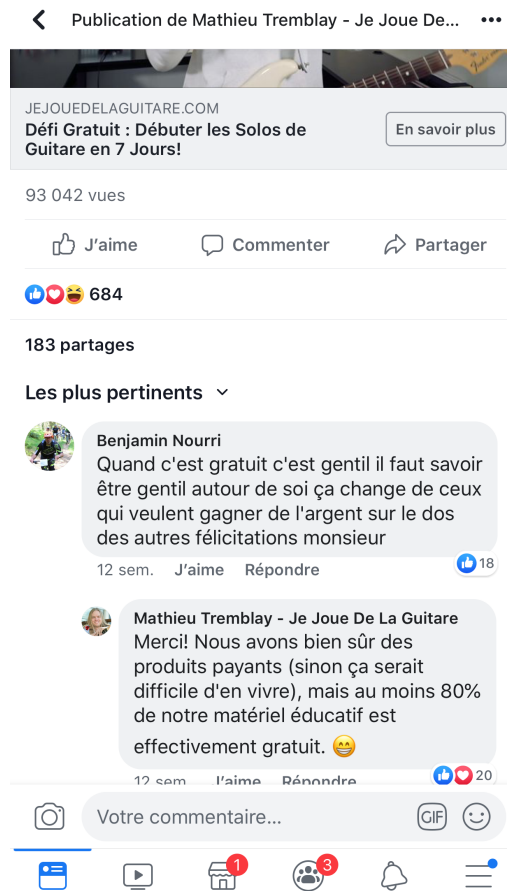 Publication de Mathieu Tremblay - Je Joue De...
JEJOUEDELAGUITARE.COM
Défi Gratuit : Débuter les Solos de
Guitare en 7 Jours!
En savoir plus
93 042 vues
J’aime
Commenter
Partager
684
183 partages
Les plus pertinents
Benjamin Nourri
Quand c'est gratuit c'est gentil il faut savoir
être gentil autour de soi ça change de ceux
qui veulent gagner de l'argent sur le dos
des autres félicitations monsieur
12 sem. J’aime Répondre
18
Mathieu Tremblay - Je Joue De La Guitare
Merci! Nous avons bien sûr des
produits payants (sinon ça serait
difficile d'en vivre), mais au moins 80%
de notre matériel éducatif est
effectivement gratuit. 😁
12 sem. J’aime Répondre
20
Votre commentaire...
GIF
1
3